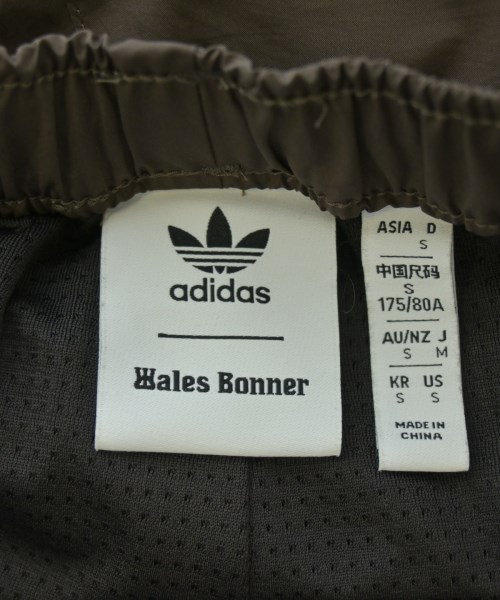 adidas
Wales Bonner
ASIA D
S
中国尺码
S
175/80A
AU/NZ J
S M
KR US
S S
MADE IN
CHINA